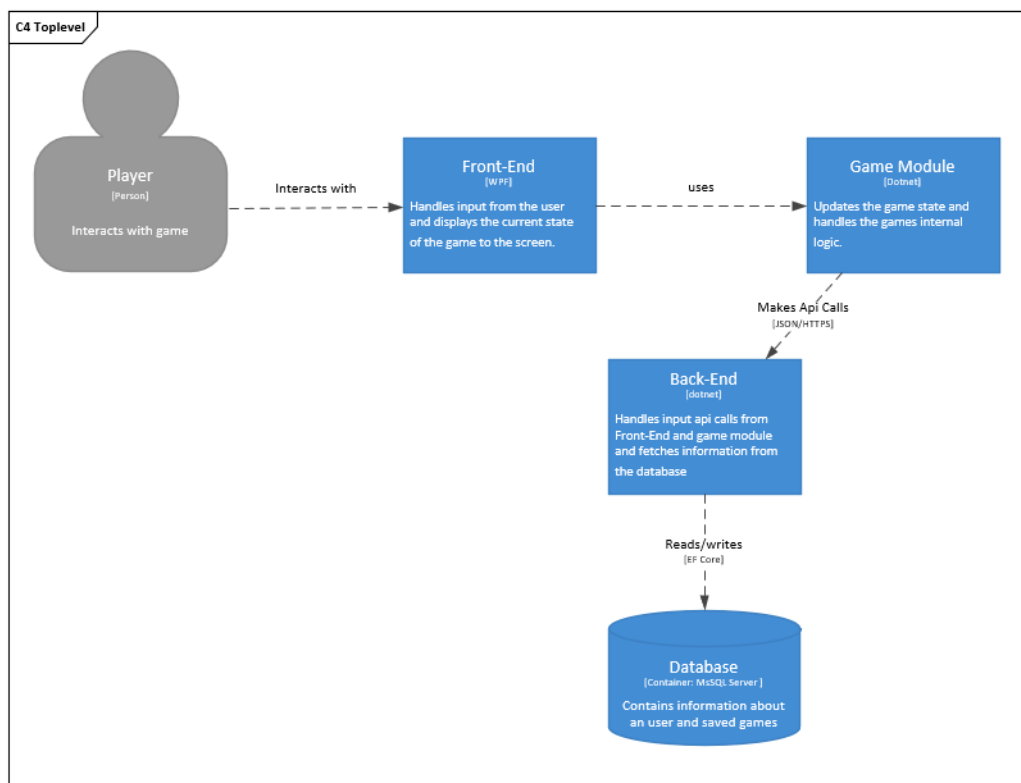 C4 Toplevel
Player
[Person]
Interacts with game
Interacts with
Front-End
[WPF]
Handles input from the user
and displays the current state
of the game to the screen.
uses
Game Module
[Dotnet]
Updates the game state and
handles the games internal
logic.
Makes Api Calls
[JSON/HTTPS]
Back-End
[dotnet]
Handles input api calls from
Front-End and game module
and fetches information from
the database
Reads/writes
[EF Core]
Database
[Container: MsSQL Server ]
Contains information about
an user and saved games